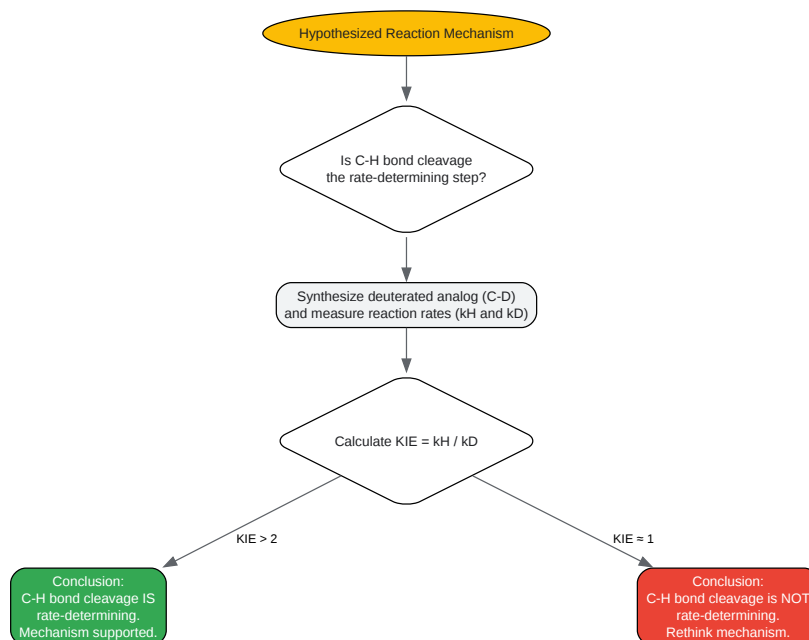 Hypothesized Reaction Mechanism
Is C-H bond cleavage
the rate-determining step?
Synthesize deuterated analog (C-D)
and measure reaction rates (kH and kD)
Calculate KIE = kH / kD
KIE > 2
KIE ≈ 1
Conclusion:
C-H bond cleavage IS
rate-determining.
Mechanism supported.
Conclusion:
C-H bond cleavage is NOT
rate-determining.
Rethink mechanism.